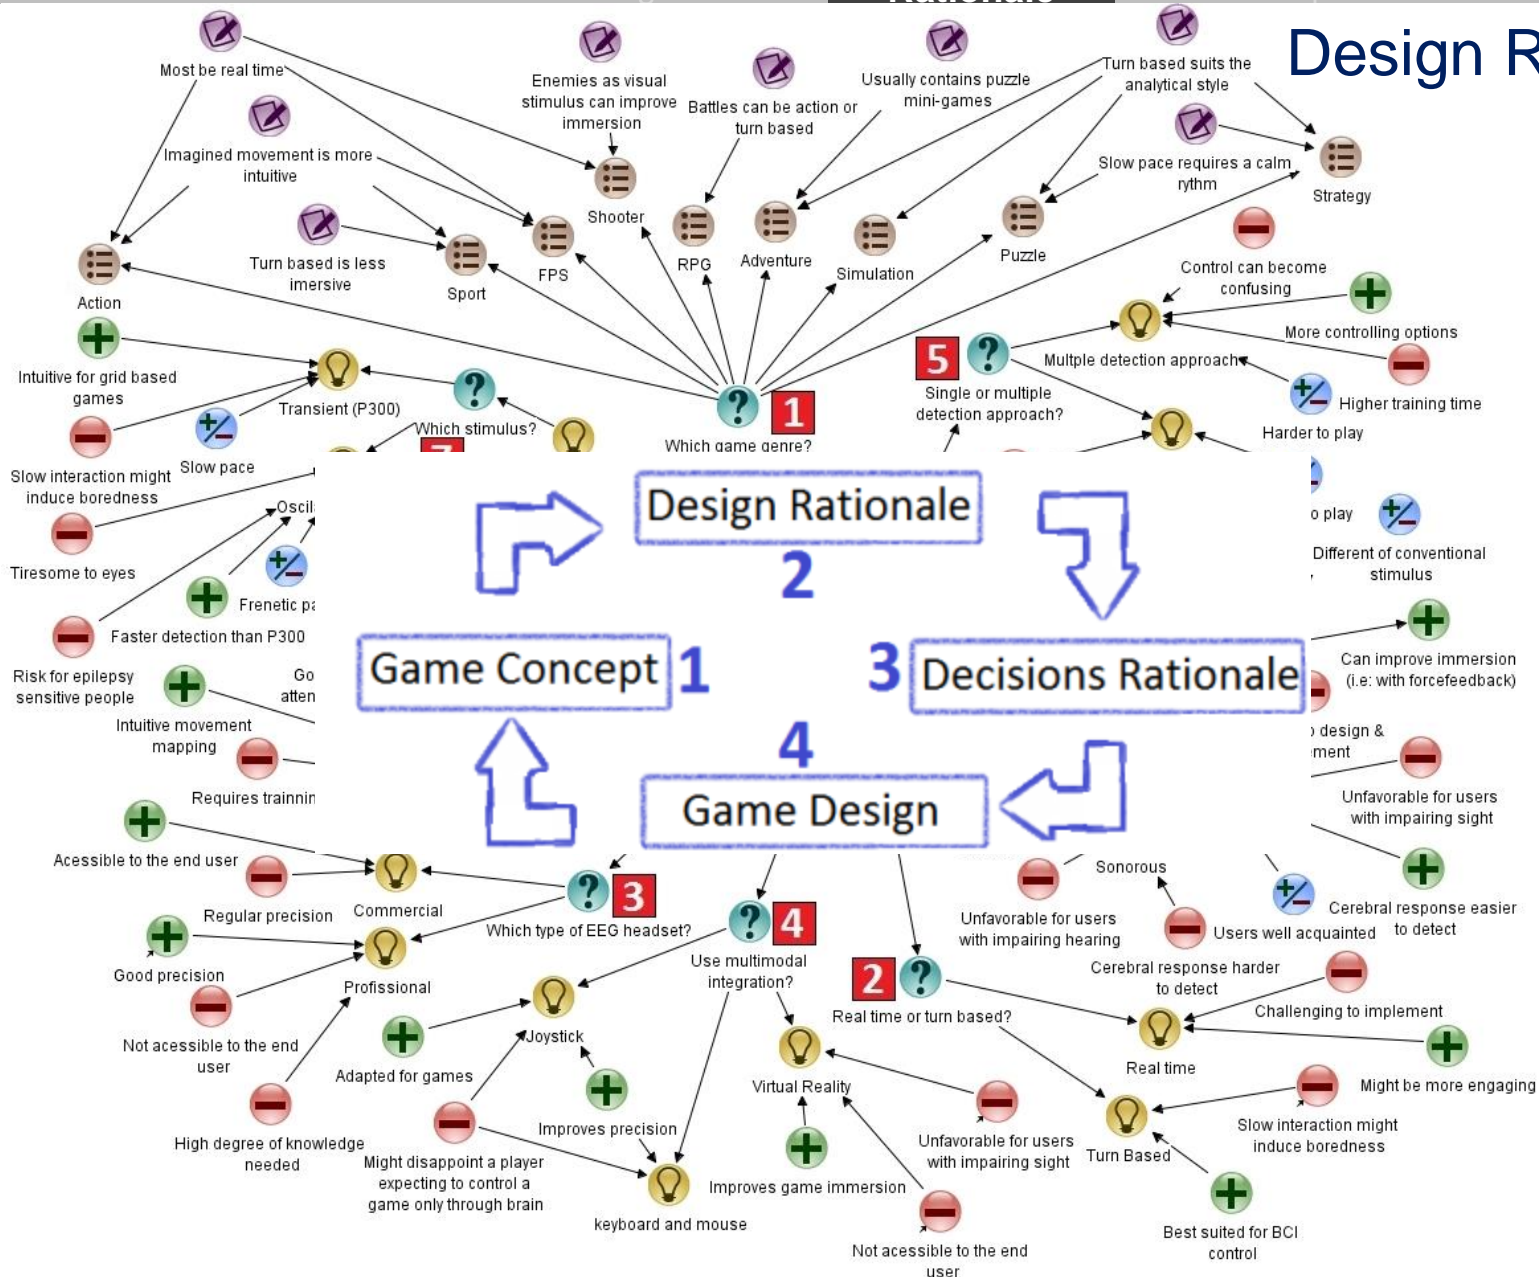 Rationale
Design R
Most be real time
Enemies as visual
stimulus can improve
immersion
Battles can be action or
turn based
Usually contains puzzle
mini-games
Turn based suits the
analytical style
Imagined movement is more
intuitive
Slow pace requires a calm
rythm
Strategy
Shooter
Turn based is less
imersive
Action
Sport
FPS
RPG
Adventure
Simulation
Puzzle
Control can become
confusing
More controlling options
Intuitive for grid based
games
Transient (P300)
Which stimulus?
1
Which game genre?
5
Single or multiple
detection approach?
Multple detection approach
Higher training time
Harder to play
Slow interaction might
induce boredness
Slow pace
7
Oscil
Tiresome to eyes
Frenetic pa
Faster detection than P300
Risk for epilepsy
sensitive people
Go
atten
Intuitive movement
mapping
Requires trainnin
Design Rationale
2
Game Concept
1
3
Decisions Rationale
4
Game Design
o play
Different of conventional
stimulus
Can improve immersion
(i.e: with forcefeedback)
o design &
ement
Unfavorable for users
with impairing sight
Acessible to the end user
Regular precision
Commercial
3
Which type of EEG headset?
Good precision
Profissional
Not acessible to the end
user
High degree of knowledge
needed
4
Use multimodal
integration?
Joystick
Adapted for games
Improves precision
Might disappoint a player
expecting to control a
game only through brain
keyboard and mouse
Virtual Reality
Improves game immersion
Unfavorable for users
with impairing sight
Not acessible to the end
user
2
Real time or turn based?
Sonorous
Unfavorable for users
with impairing hearing
Cerebral response harder
to detect
Users well acquainted
Cerebral response easier
to detect
Challenging to implement
Real time
Might be more engaging
Turn Based
Slow interaction might
induce boredness
Best suited for BCI
control